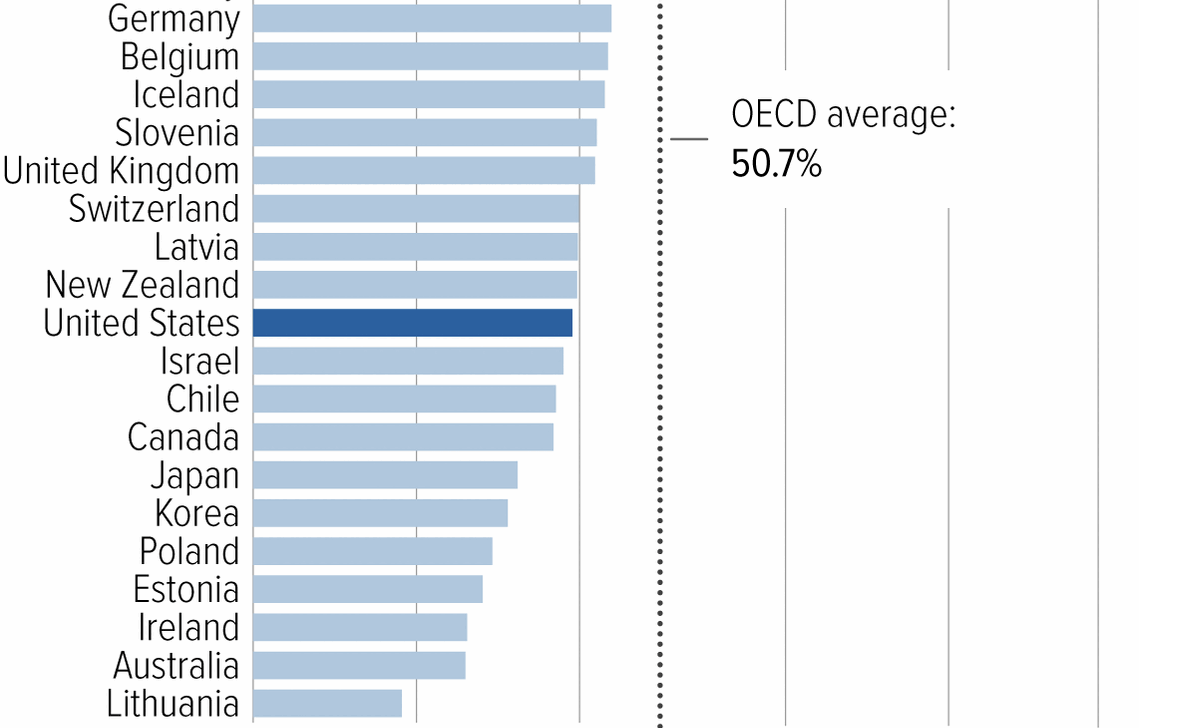 Germany
Belgium
Iceland
Slovenia
United Kingdom
Switzerland
Latvia
New Zealand
United States
Israel
Chile
Canada
Japan
Korea
Poland
Estonia
Ireland
Australia
Lithuania
OECD average:
50.7%